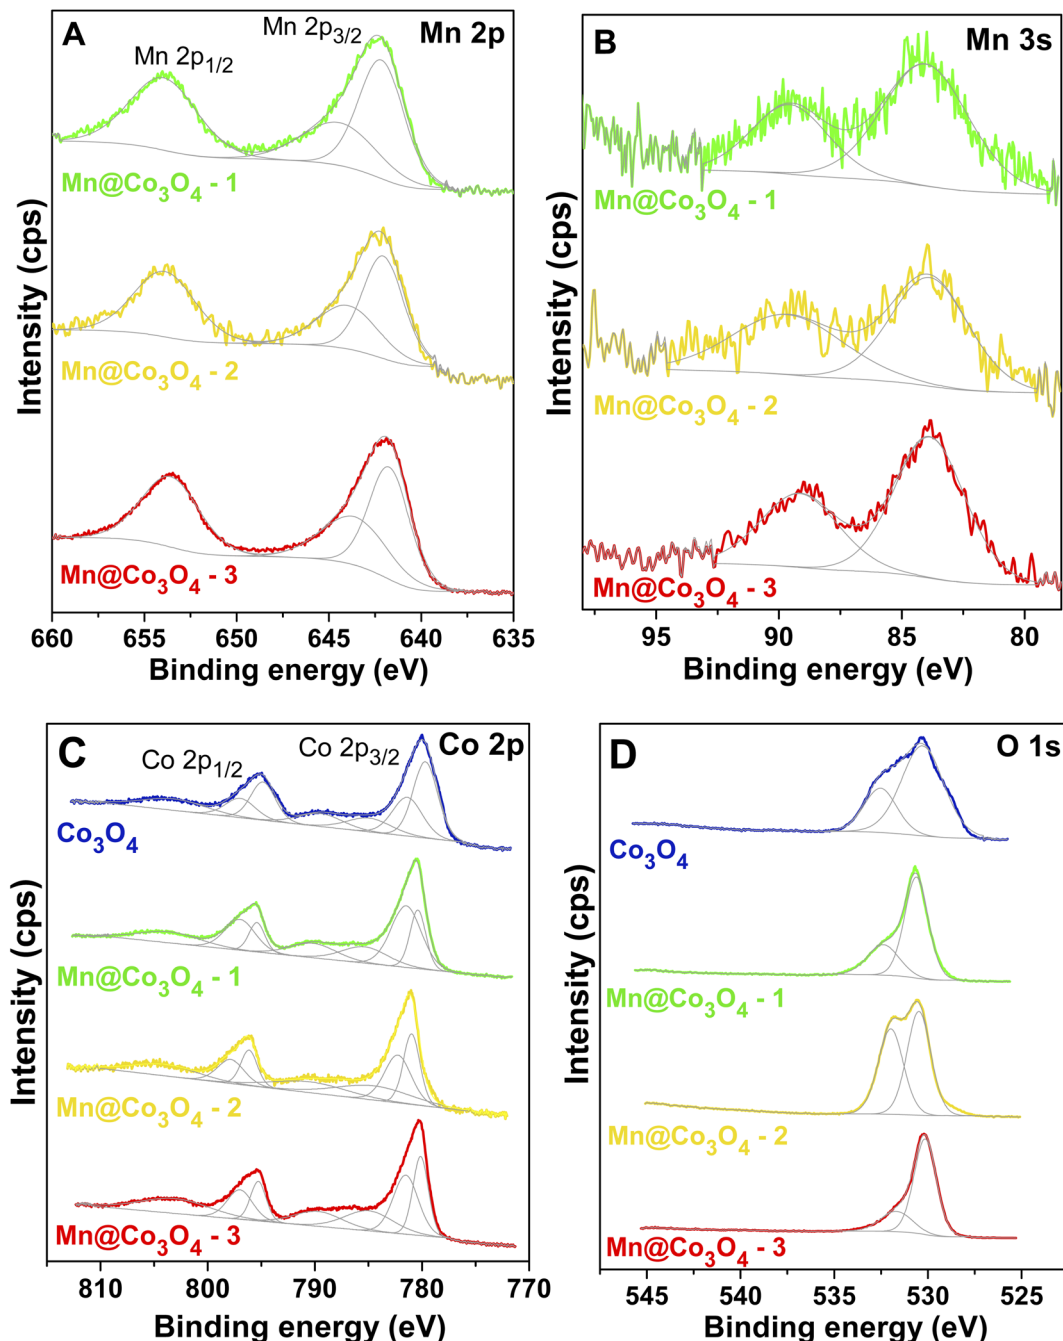 A
Mn 2p
Mn 2p3/2
Mn 2p1/2
Mn@Co3O4 - 1
Mn@Co3O4 - 2
Mn@Co3O4 - 3
Intensity (cps)
660 655 650 645 640 635
Binding energy (eV)
B
Mn 3s
Mn@Co3O4 - 1
Mn@Co3O4 - 2
Mn@Co3O4 - 3
Intensity (cps)
95 90 85 80
Binding energy (eV)
C
Co 2p
Co 2p3/2
Co 2p1/2
Co3O4
Mn@Co3O4 - 1
Mn@Co3O4 - 2
Mn@Co3O4 - 3
Intensity (cps)
810 800 790 780 770
Binding energy (eV)
D
O 1s
Co3O4
Mn@Co3O4 - 1
Mn@Co3O4 - 2
Mn@Co3O4 - 3
Intensity (cps)
545 540 535 530 525
Binding energy (eV)